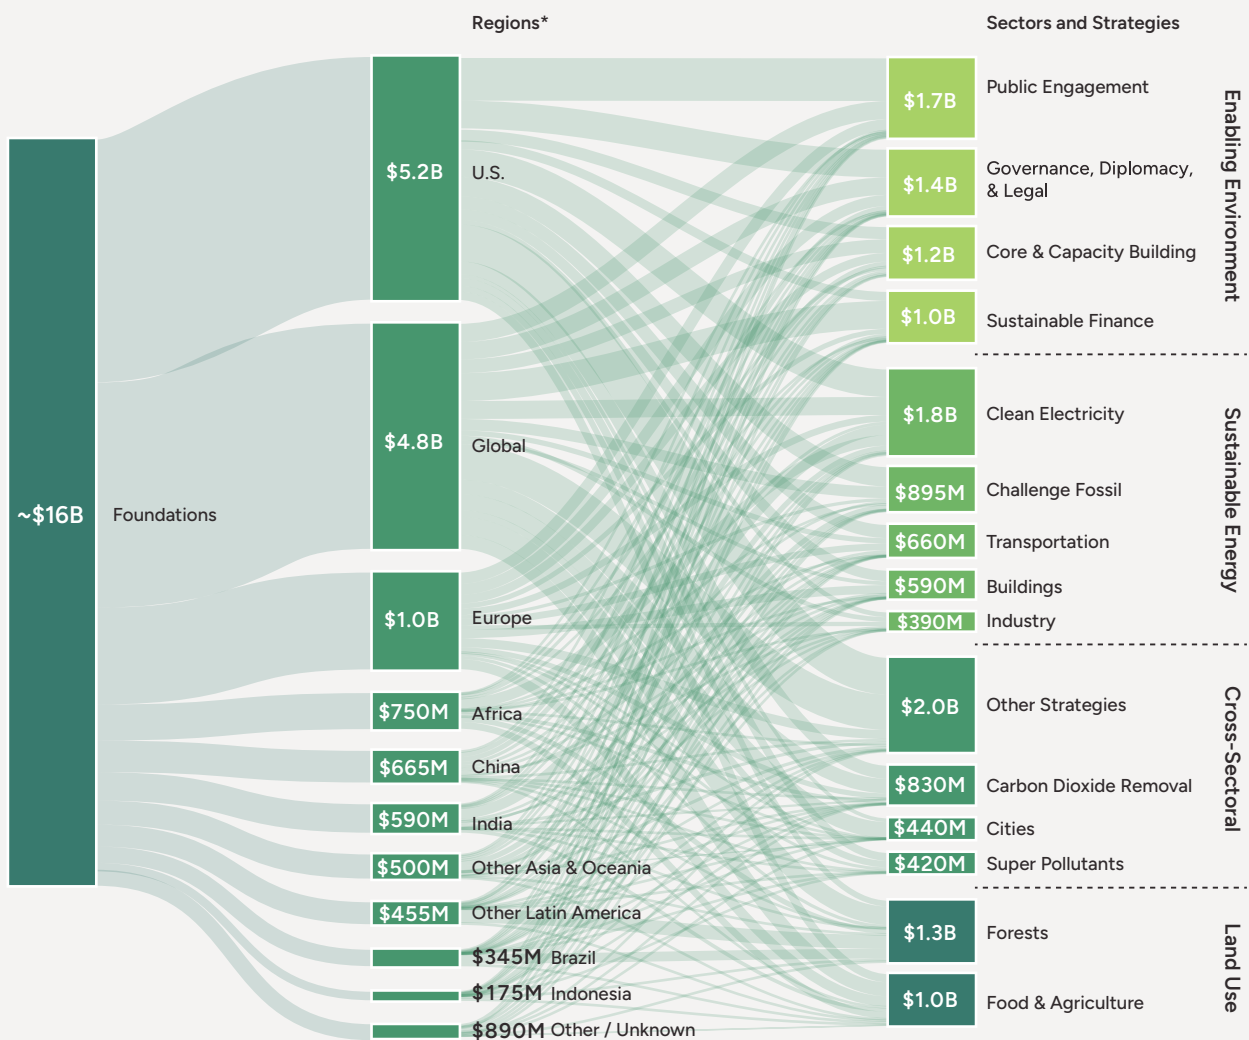 Regions*
Sectors and Strategies
~$16B
Foundations
$5.2B
U.S.
$4.8B
Global
$1.0B
Europe
$750M
Africa
$665M
China
$590M
India
$500M
Other Asia & Oceania
$455M
Other Latin America
$345M Brazil
$175M Indonesia
$890M Other / Unknown
$1.7B
Public Engagement
$1.4B
Governance, Diplomacy,
& Legal
$1.2B
Core & Capacity Building
$1.0B
Sustainable Finance
Enabling Environment
$1.8B
Clean Electricity
$895M
Challenge Fossil
$660M
Transportation
$590M
Buildings
$390M
Industry
Sustainable Energy
$2.0B
Other Strategies
$830M
Carbon Dioxide Removal
$440M
Cities
$420M
Super Pollutants
Cross-Sectoral
$1.3B
Forests
$1.0B
Food & Agriculture
Land Use